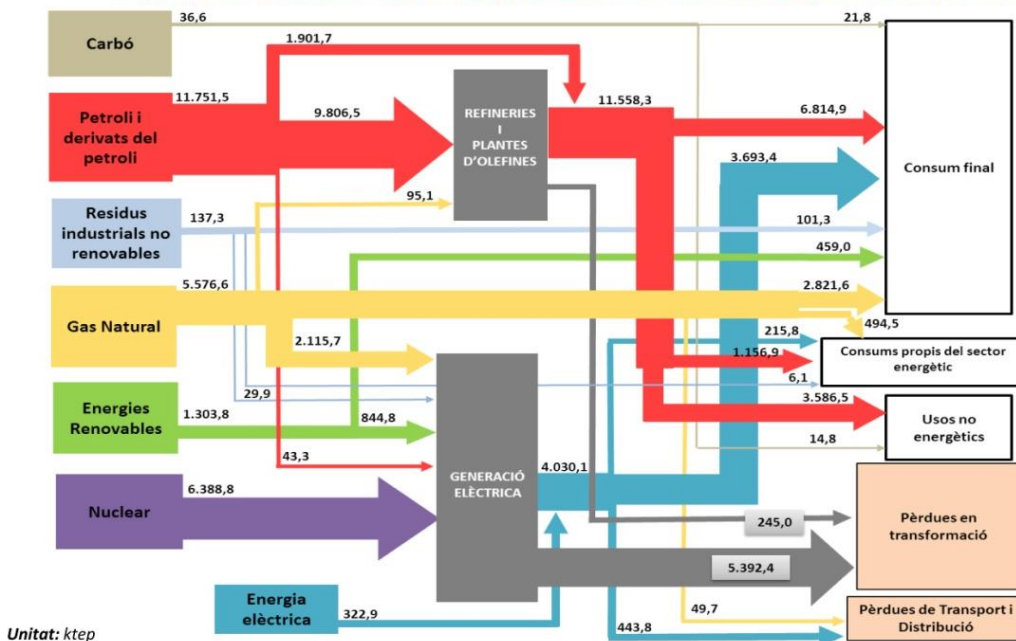 36,6
21,8
Carbó
1.901,7
11.751,5
Petroli i
derivats del
petroli
9.806,5
REFINERIES
I
PLANTES
D'OLEFINES
11.558,3
6.814,9
3.693,4
Consum final
95,1
Residus
industrials no
renovables
137,3
101,3
459,0
5.576,6
2.821,6
Gas Natural
494,5
215,8
2.115,7
1.156,9
Consums propis del sector
energètic
6,1
29,9
Energies
Renovables
1.303,8
844,8
3.586,5
Usos no
energètics
14,8
43,3
GENERACIÓ
ELÈCTRICA
4.030,1
Nuclear
6.388,8
245,0
Pèrdues en
transformació
5.392,4
Energia
elèctrica
322,9
49,7
443,8
Pèrdues de Transport i
Distribució
Unitat: ktep